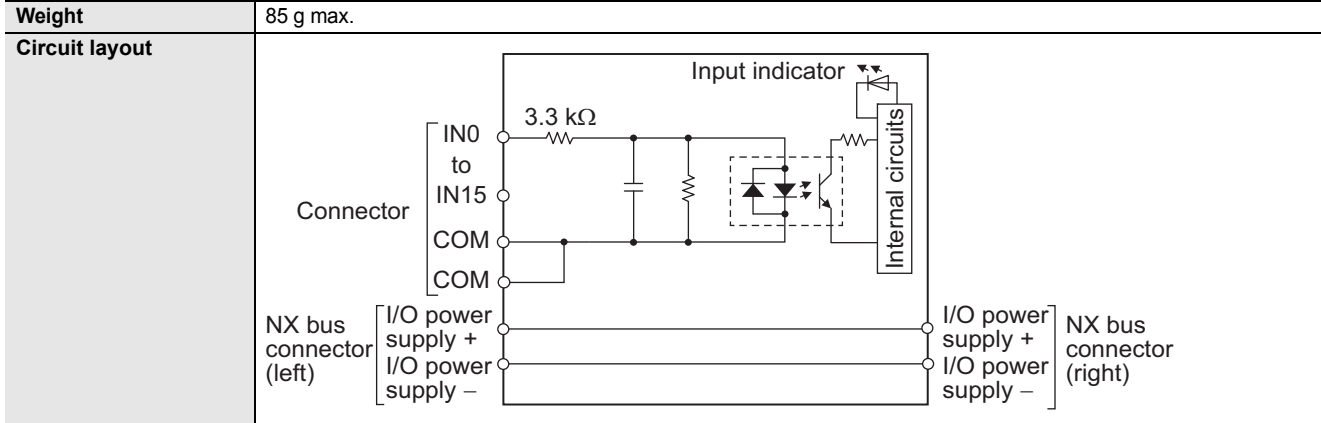 Weight 85 g max.
Circuit layout
Input indicator
3.3 kΩ
IN0
to
IN15
Connector
COM
COM
Internal circuits
NX bus
connector
(left)
I/O power
supply +
I/O power
supply –
I/O power
supply +
I/O power
supply –
NX bus
connector
(right)